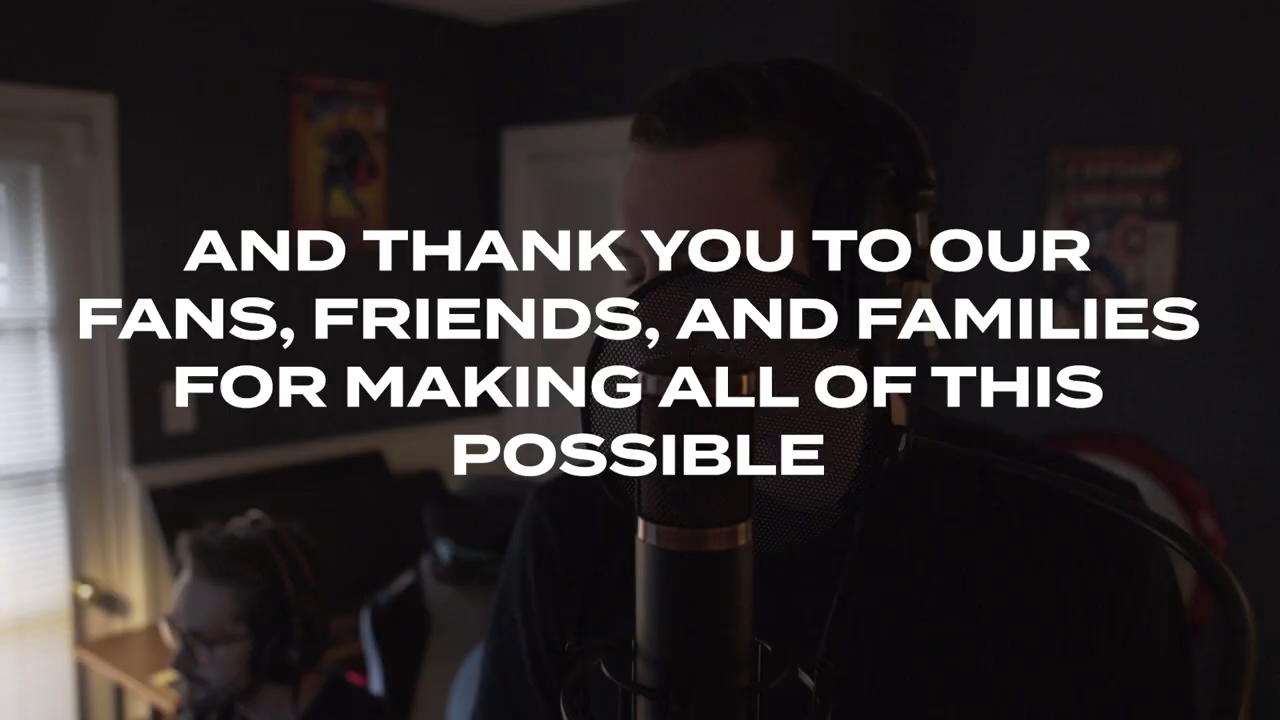 AND THANK YOU TO OUR
FANS, FRIENDS, AND FAMILIES
FOR MAKING ALL OF THIS
POSSIBLE